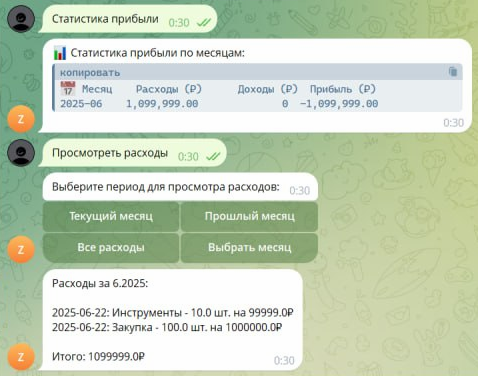 Статистика прибыли 0:30
📊 Статистика прибыли по месяцам:
копировать
📅 Месяц Расходы (₽) Доходы (₽) Прибыль (₽)
2025-06 1,099,999.00 0 -1,099,999.00
0:30
Z
Просмотреть расходы 0:30
Выберите период для просмотра расходов: 0:30
Текущий месяц Прошлый месяц
Все расходы Выбрать месяц
Z
Расходы за 6.2025:
2025-06-22: Инструменты - 10.0 шт. на 99999.0₽
2025-06-22: Закупка - 100.0 шт. на 1000000.0₽
Итого: 1099999.0₽
0:30
Z